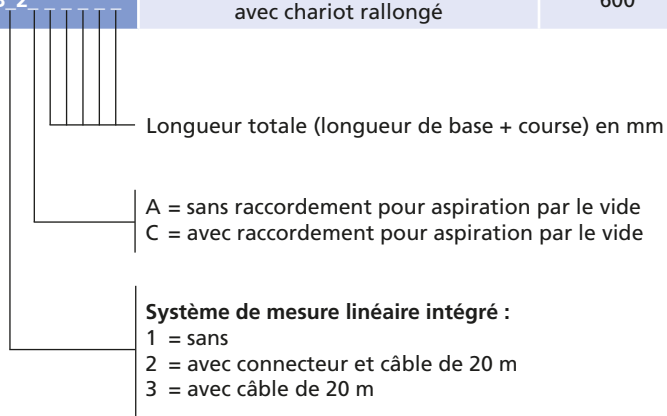 avec chariot rallongé
Longueur totale (longueur de base + course) en mm
A = sans raccordement pour aspiration par le vide
C = avec raccordement pour aspiration par le vide
Système de mesure linéaire intégré :
1 = sans
2 = avec connecteur et câble de 20 m
3 = avec câble de 20 m